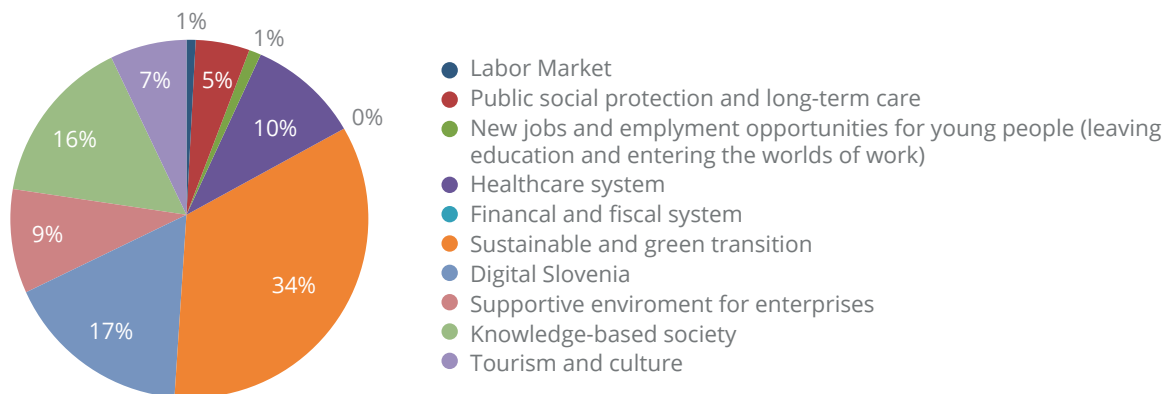 1%
1%
5%
7%
0%
10%
16%
9%
34%
17%
Labor Market
Public social protection and long-term care
New jobs and emplyment opportunities for young people (leaving
education and entering the worlds of work)
Healthcare system
Financal and fiscal system
Sustainable and green transition
Digital Slovenia
Supportive enviroment for enterprises
Knowledge-based society
Tourism and culture